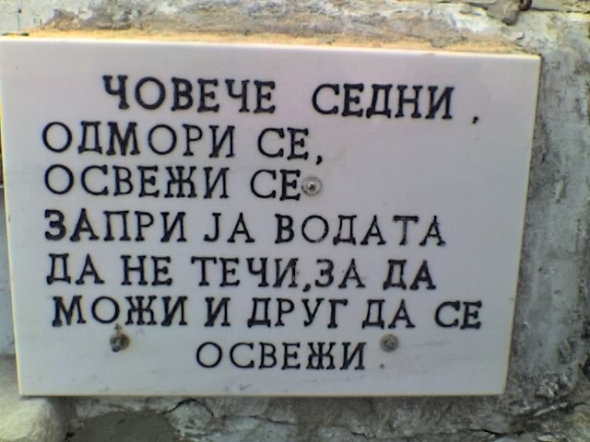 ЧОВЕЧЕ СЕДНИ,
ОДМОРИ СЕ,
ОСВЕЖИ СЕ
ЗАПРИ ЈА ВОДАТА
ДА НЕ ТЕЧИ,ЗА ДА
МОЖИ И ДРУГ ДА СЕ
ОСВЕЖИ.